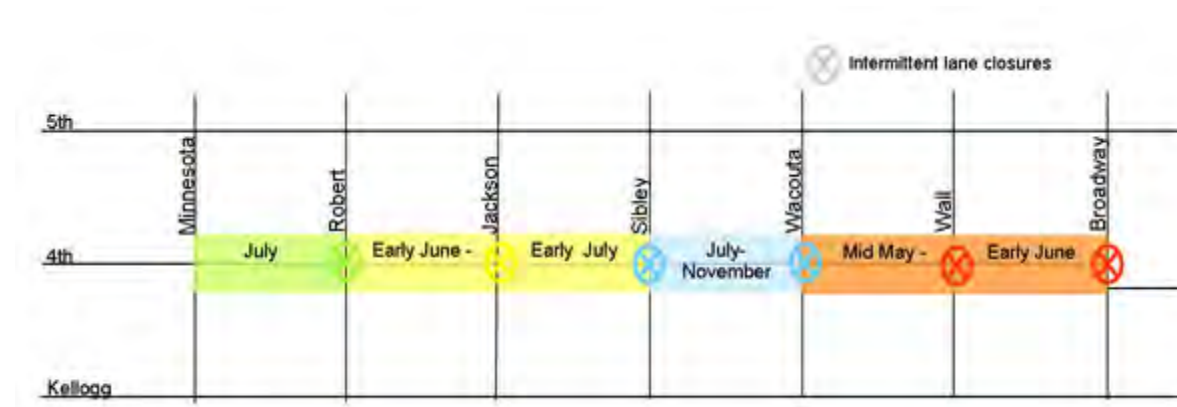 Intermittent lane closures
5th
Minnesota
Robert
Jackson
Sibley
Wacouta
Wall
Broadway
4th
July
Early June -
Early July
July-
November
Mid May -
Early June
Kellogg